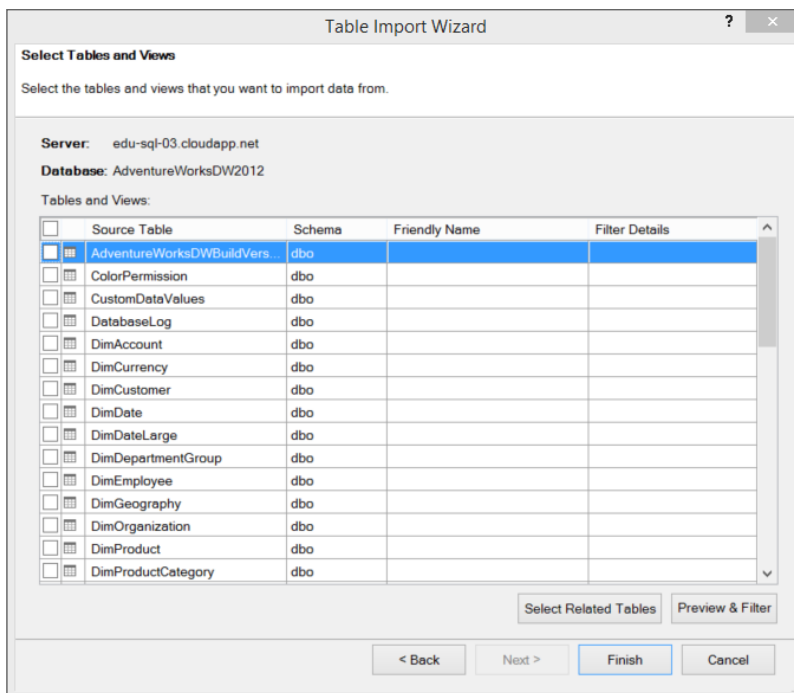 Table Import Wizard
?
Select Tables and Views
Select the tables and views that you want to import data from.
Server: edu-sql-03.cloudapp.net
Database: AdventureWorksDW2012
Tables and Views:
Source Table Schema Friendly Name Filter Details
AdventureWorksDWBuildVers... dbo
ColorPermission dbo
CustomDataValues dbo
DatabaseLog dbo
DimAccount dbo
DimCurrency dbo
DimCustomer dbo
DimDate dbo
DimDateLarge dbo
DimDepartmentGroup dbo
DimEmployee dbo
DimGeography dbo
DimOrganization dbo
DimProduct dbo
DimProductCategory dbo
Select Related Tables Preview & Filter
< Back Next > Finish Cancel